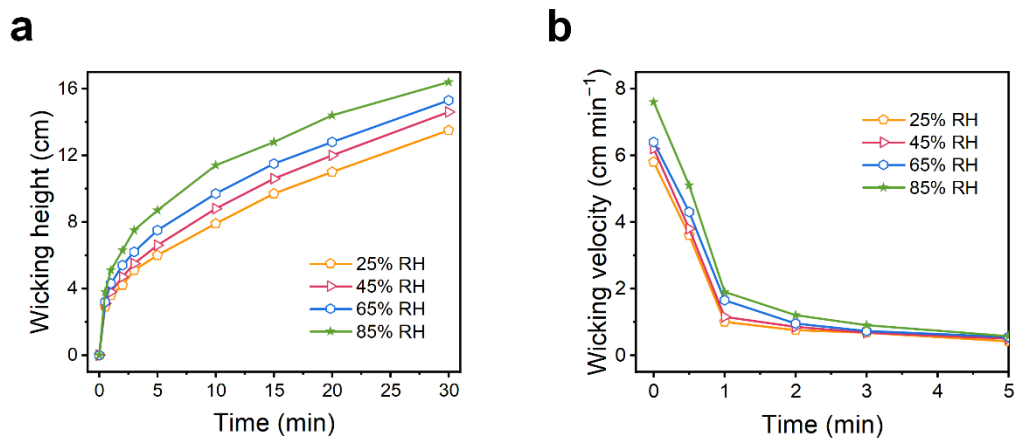 a
Wicking height (cm)
16
12
8
4
0
0 5 10 15 20 25 30
Time (min)
25% RH
45% RH
65% RH
85% RH
b
Wicking velocity (cm min⁻¹)
8
6
4
2
0
0 1 2 3 4 5
Time (min)
25% RH
45% RH
65% RH
85% RH